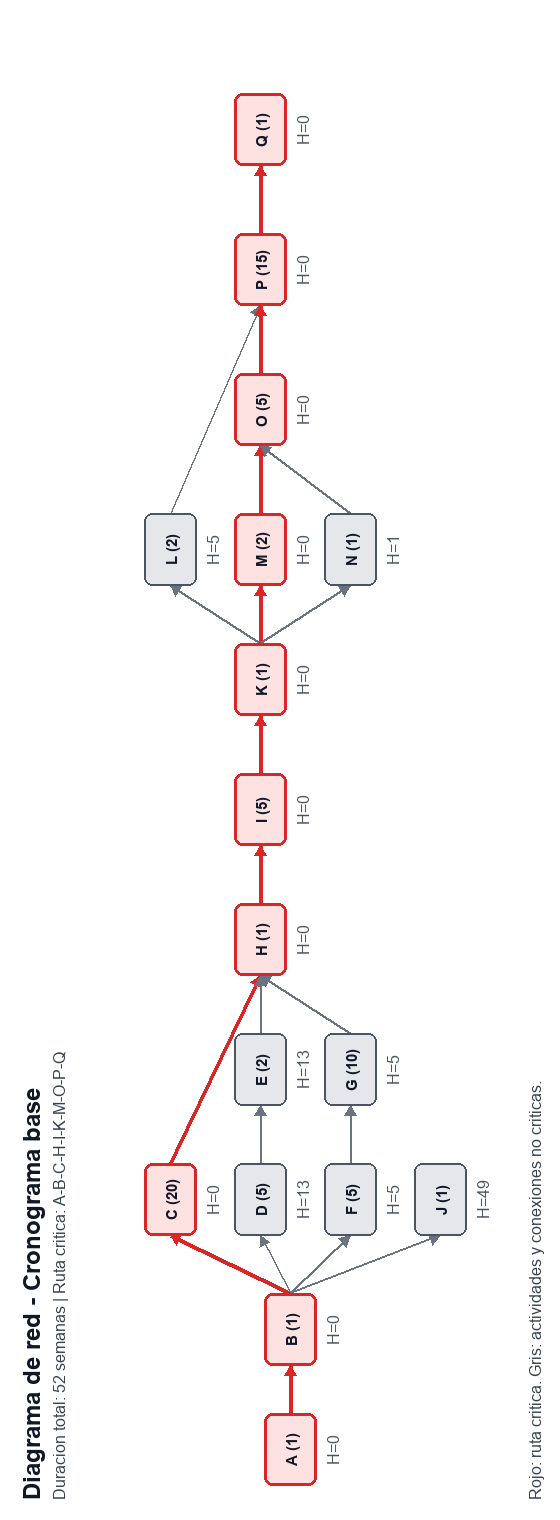 Diagrama de red - Cronograma base
Duracion total: 52 semanas | Ruta critica: A-B-C-H-I-K-M-O-P-Q
A (1)
H=0
B (1)
H=0
C (20)
H=0
D (5)
H=13
F (5)
H=5
J (1)
H=49
E (2)
H=13
G (10)
H=5
H (1)
H=0
I (5)
H=0
K (1)
H=0
L (2)
H=5
M (2)
H=0
N (1)
H=1
O (5)
H=0
P (15)
H=0
Q (1)
H=0
Rojo: ruta critica. Gris: actividades y conexiones no criticas.